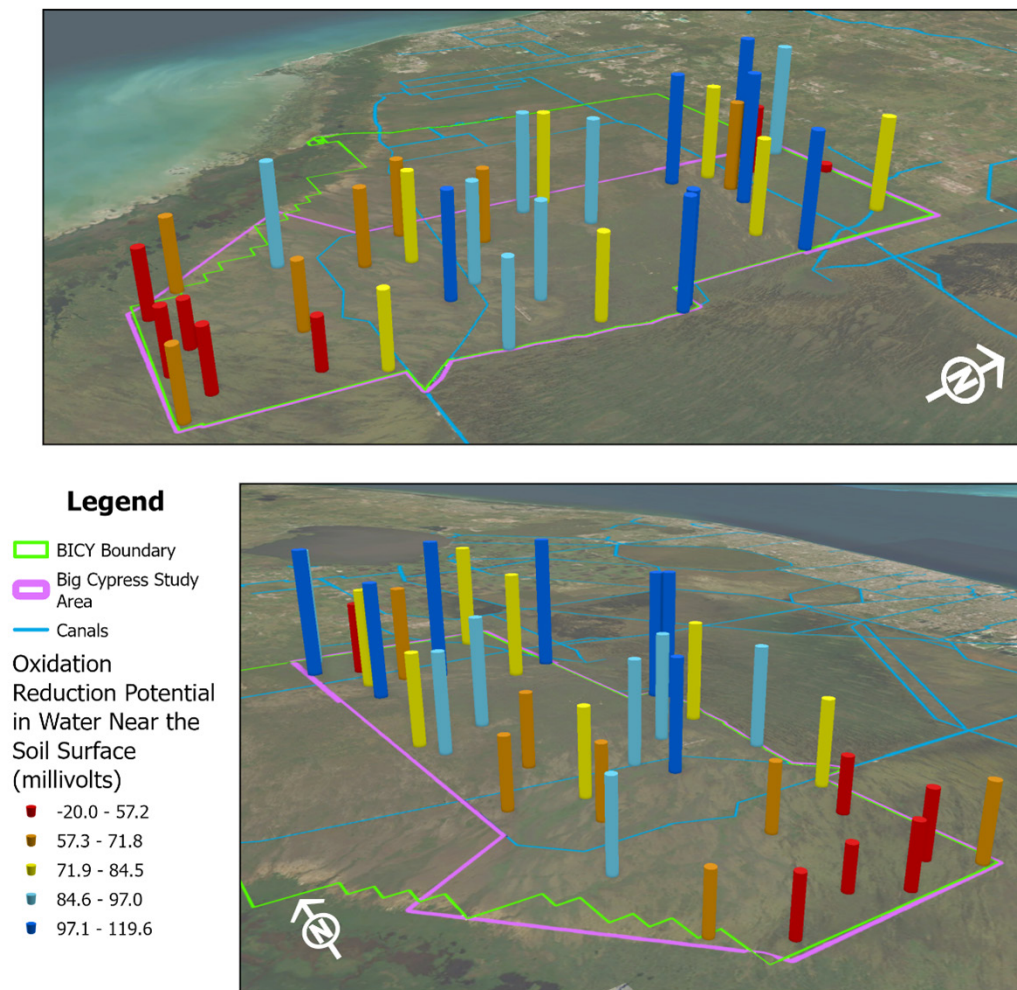 N
Legend
BICY Boundary
Big Cypress Study
Area
Canals
Oxidation
Reduction Potential
in Water Near the
Soil Surface
(millivolts)
-20.0 - 57.2
57.3 - 71.8
71.9 - 84.5
84.6 - 97.0
97.1 - 119.6
N